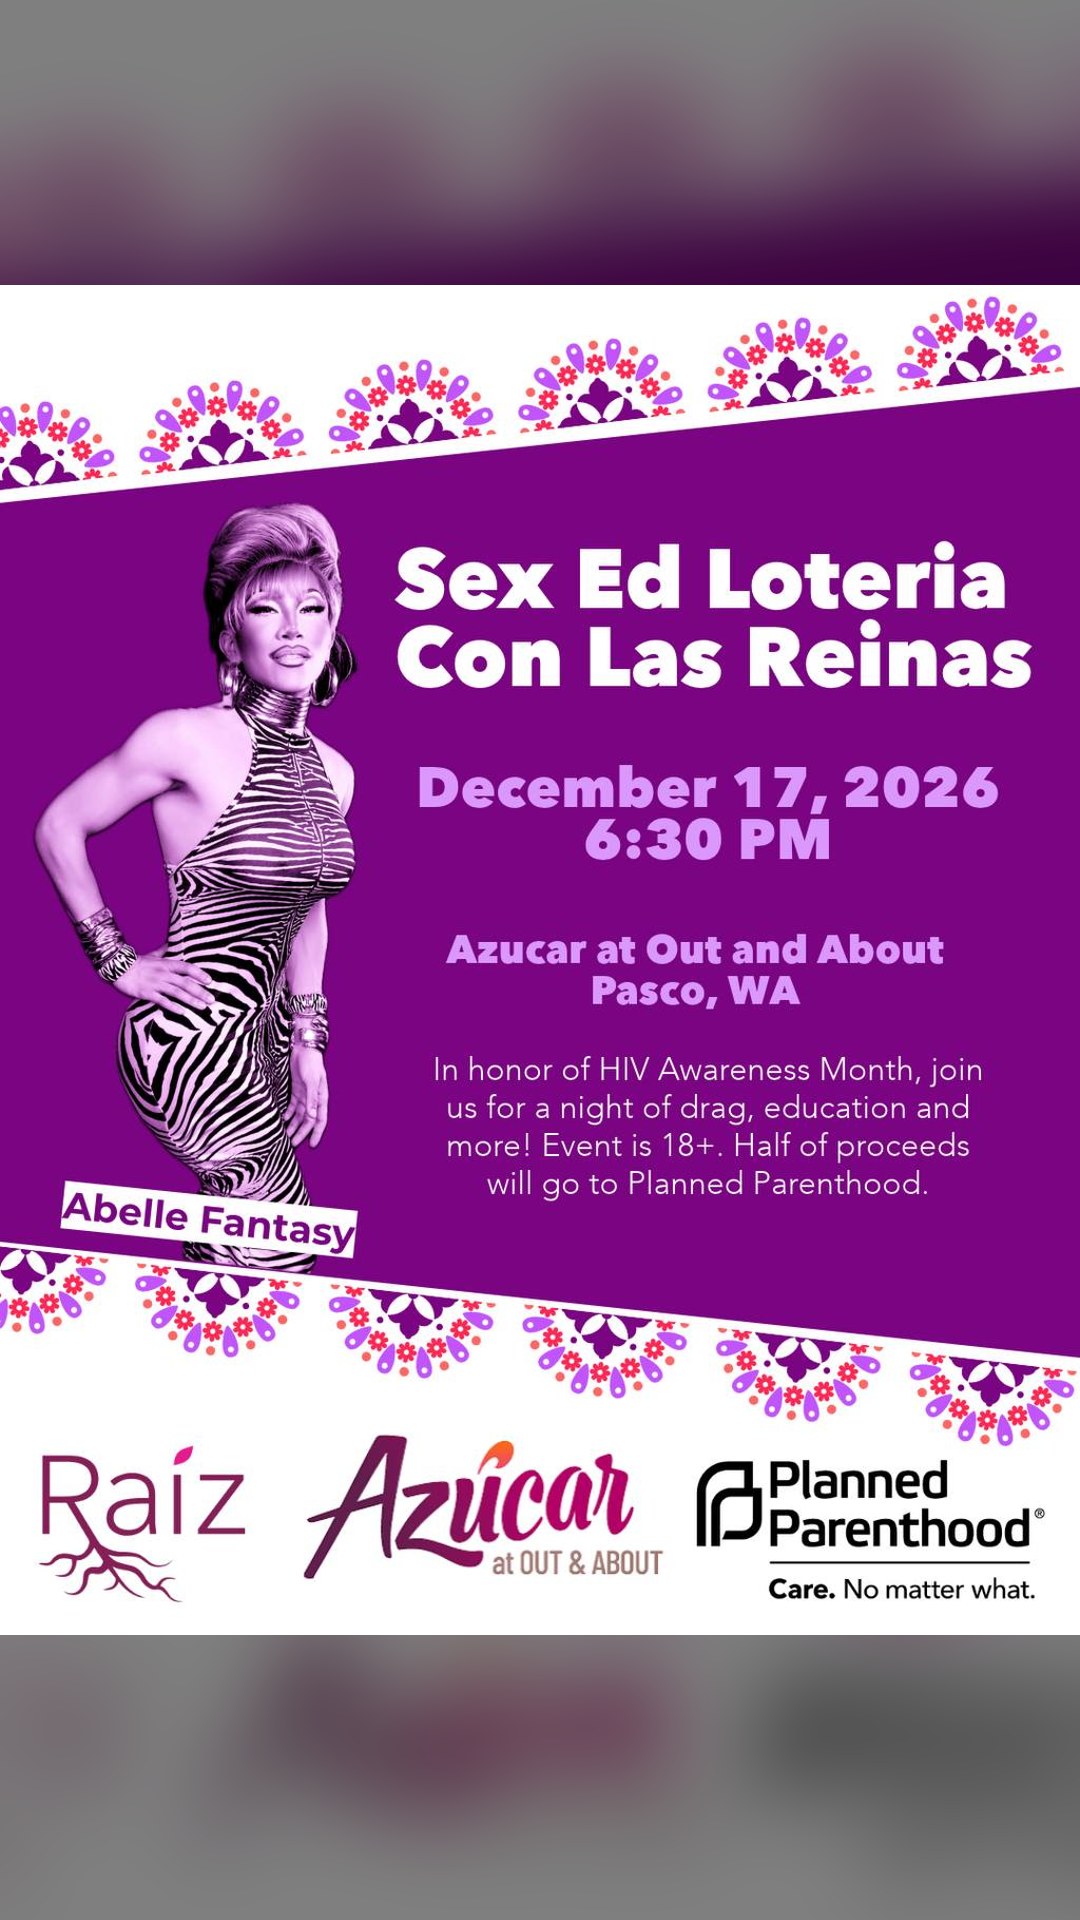 Sex Ed Loteria
Con Las Reinas
December 17, 2026
6:30 PM
Azucar at Out and About
Pasco, WA
In honor of HIV Awareness Month, join
us for a night of drag, education and
more! Event is 18+. Half of proceeds
will go to Planned Parenthood.
Abelle Fantasy
Raíz
Azúcar
at OUT & ABOUT
Planned
Parenthood®
Care. No matter what.